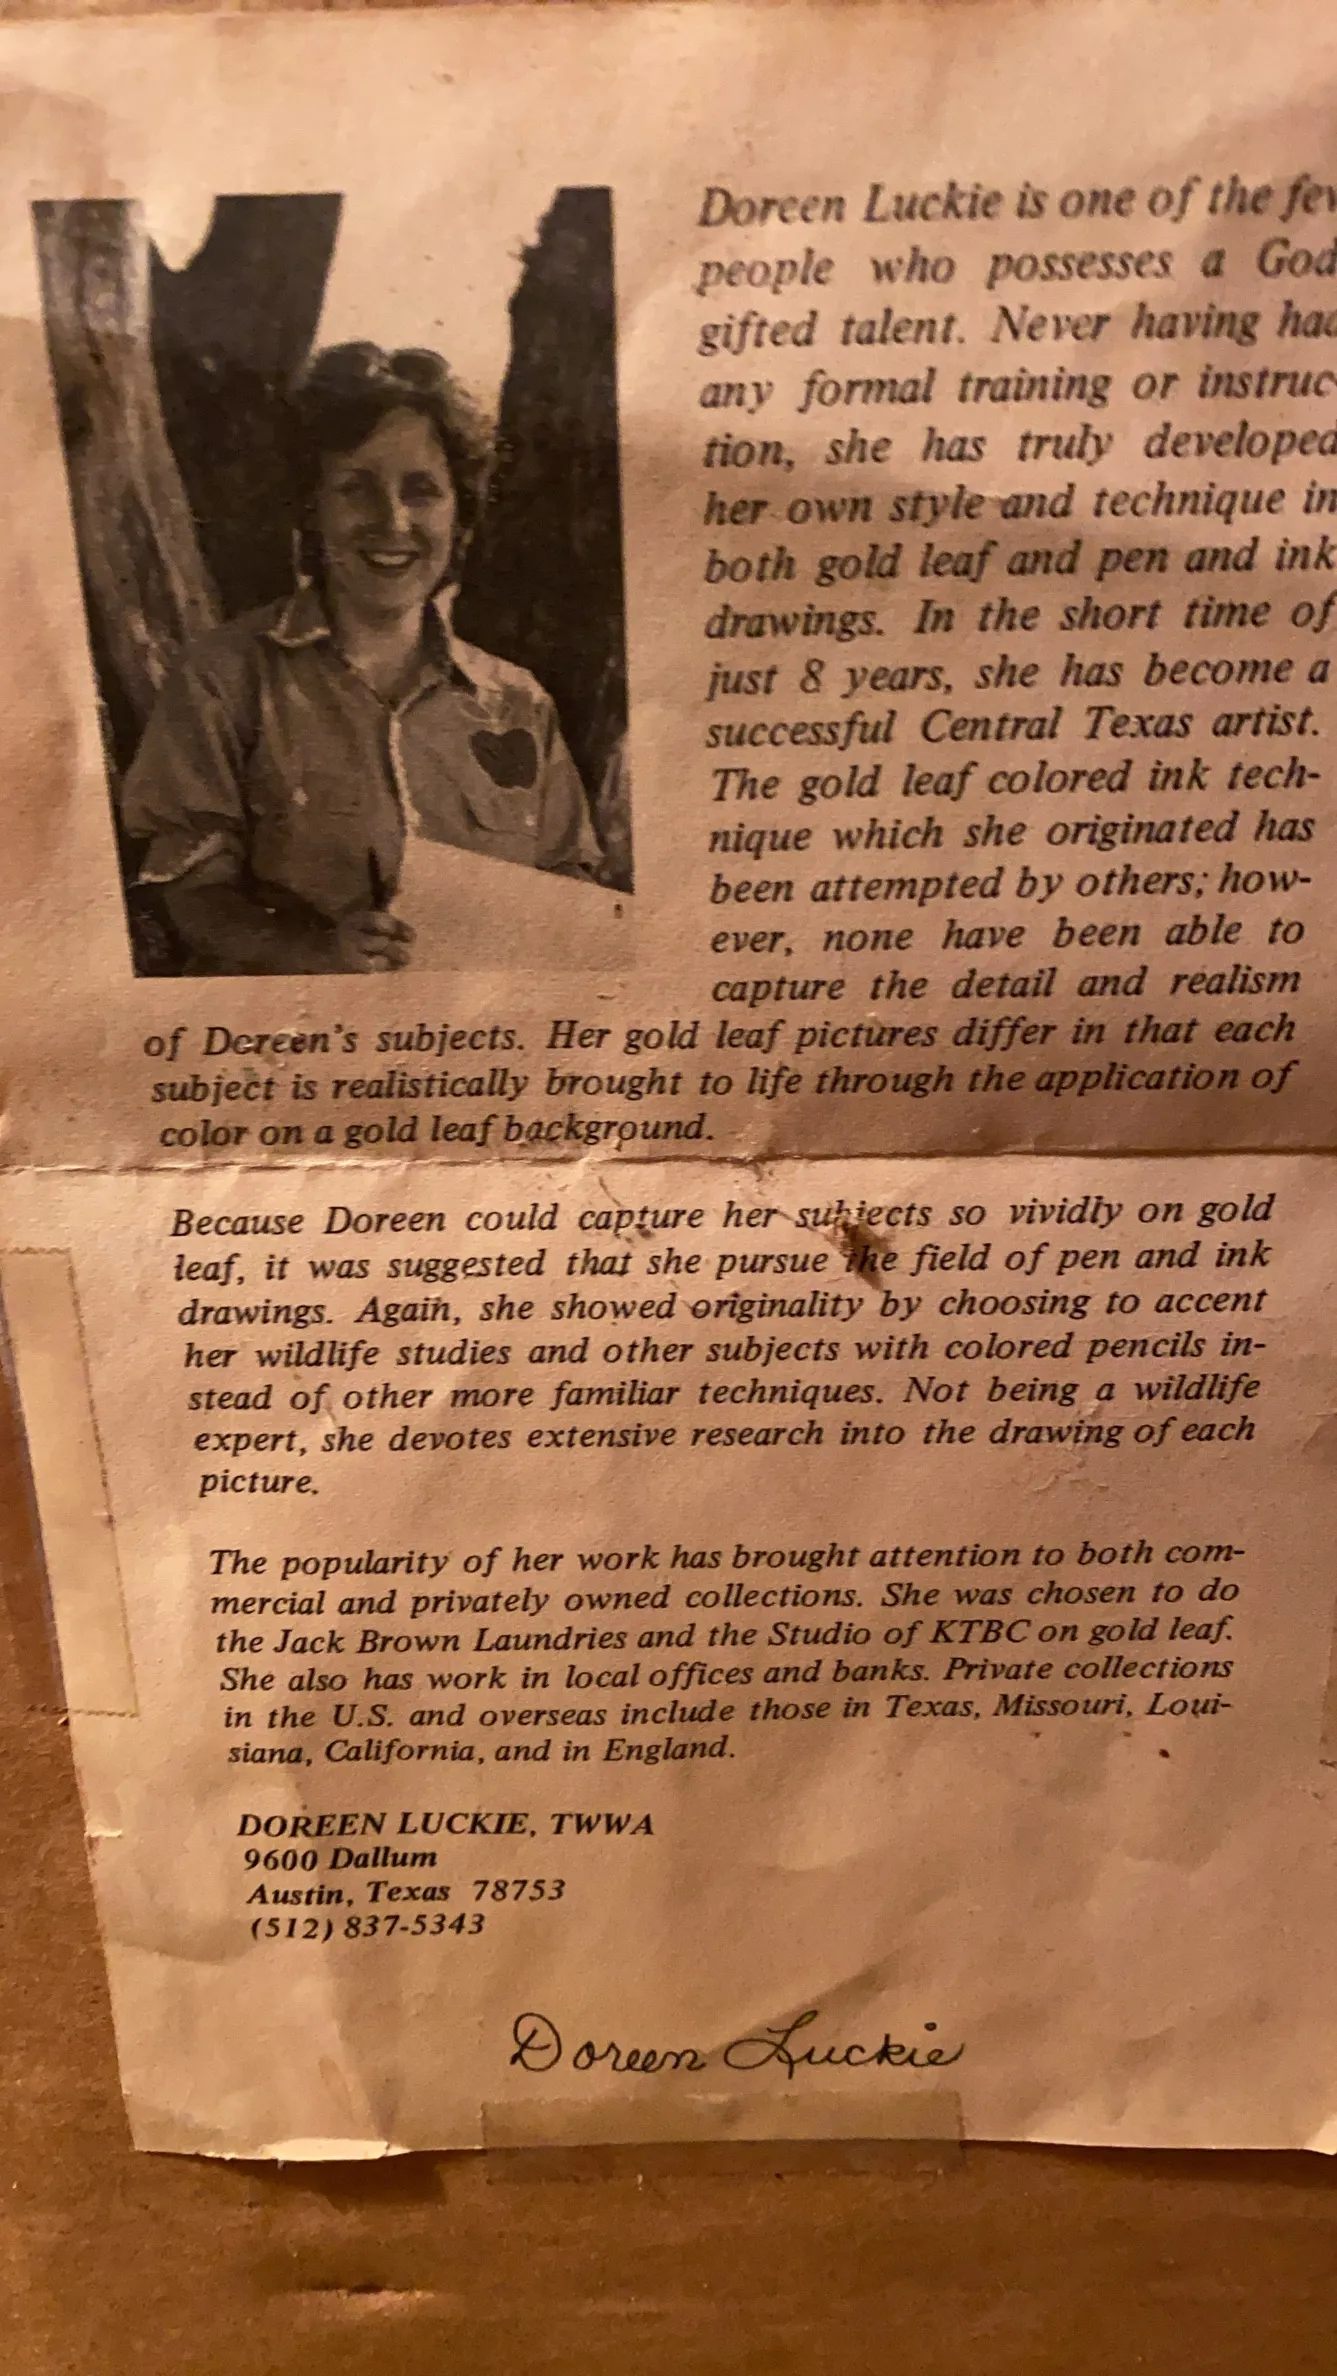 Doreen Luckie is one of the few
people who possesses a God
gifted talent. Never having had
any formal training or instruc-
tion, she has truly developed
her own style and technique in
both gold leaf and pen and ink
drawings. In the short time of
just 8 years, she has become a
successful Central Texas artist.
The gold leaf colored ink tech-
nique which she originated has
been attempted by others; how-
ever, none have been able to
capture the detail and realism
of Doreen's subjects. Her gold leaf pictures differ in that each
subject is realistically brought to life through the application of
color on a gold leaf background.
Because Doreen could capture her subjects so vividly on gold
leaf, it was suggested that she pursue the field of pen and ink
drawings. Again, she showed originality by choosing to accent
her wildlife studies and other subjects with colored pencils in-
stead of other more familiar techniques. Not being a wildlife
expert, she devotes extensive research into the drawing of each
picture.
The popularity of her work has brought attention to both com-
mercial and privately owned collections. She was chosen to do
the Jack Brown Laundries and the Studio of KTBC on gold leaf.
She also has work in local offices and banks. Private collections
in the U.S. and overseas include those in Texas, Missouri, Loui-
siana, California, and in England.
DOREEN LUCKIE, TWWA
9600 Dallum
Austin, Texas 78753
(512) 837-5343
Doreen Luckie